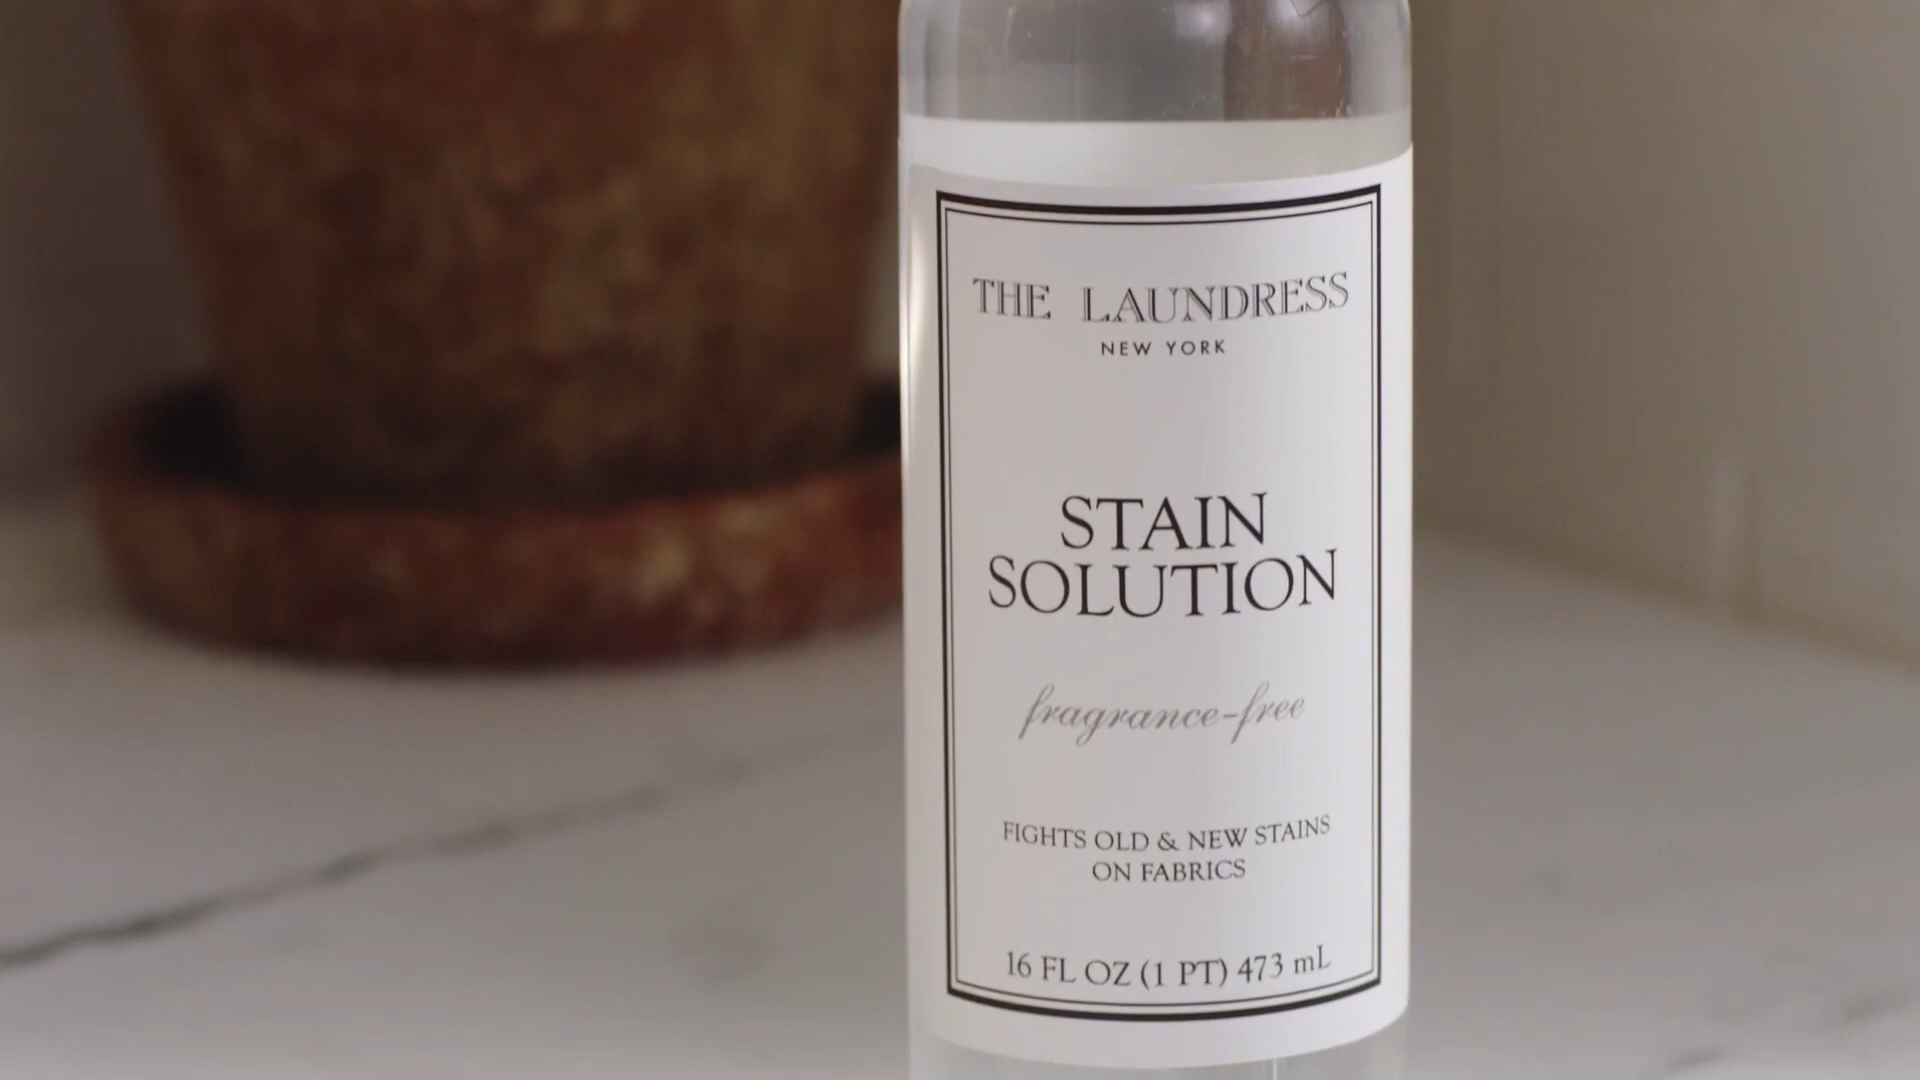 THE LAUNDRESS
NEW YORK
STAIN
SOLUTION
fragrance-free
FIGHTS OLD & NEW STAINS
ON FABRICS
16 FL OZ (1 PT) 473 mL